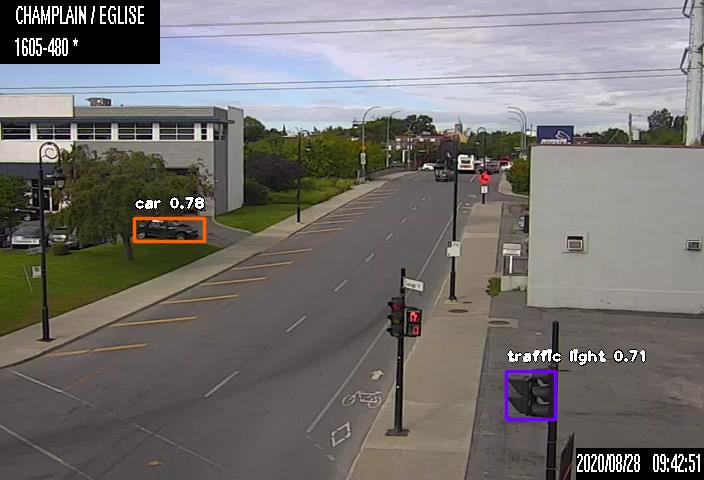 CHAMPLAIN / EGLISE
1605-480 *
car 0.78
traffic light 0.71
2020/08/28 09:42:51